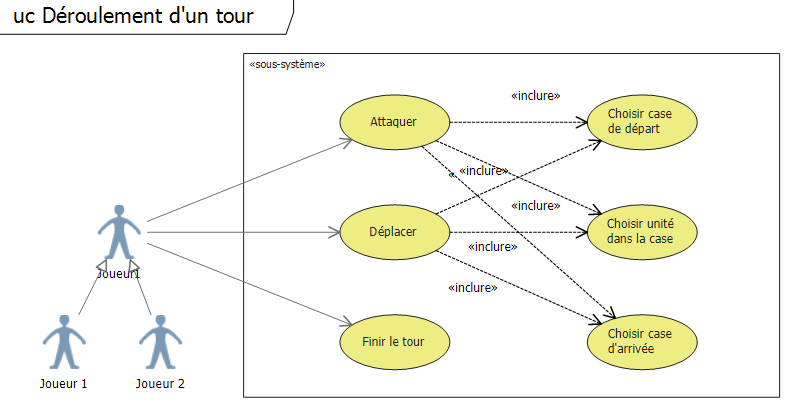 uc Déroulement d'un tour
«sous-système»
«inclure»
Attaquer
Choisir case
de départ
«
«inclure»
«inclure»
Déplacer
Choisir unité
dans la case
«inclure»
Joueur1
«inclure»
Finir le tour
Choisir case
d'arrivée
Joueur 1
Joueur 2